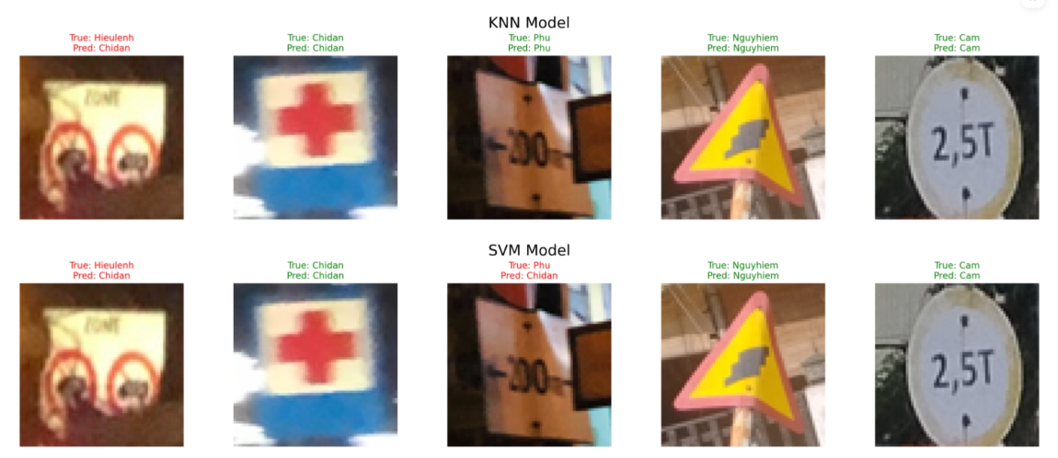 KNN Model
True: Hieulenh
Pred: Chidan
True: Chidan
Pred: Chidan
True: Phu
Pred: Phu
True: Nguyhiem
Pred: Nguyhiem
True: Cam
Pred: Cam
ZONE
200m
2,5T
SVM Model
True: Hieulenh
Pred: Chidan
True: Chidan
Pred: Chidan
True: Phu
Pred: Chidan
True: Nguyhiem
Pred: Nguyhiem
True: Cam
Pred: Cam
ZONE
200m
2,5T